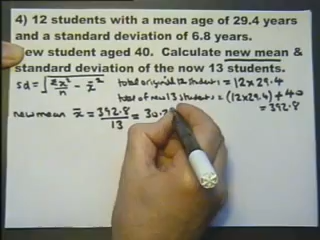 4) 12 students with a mean age of 29.4 years
and a standard deviation of 6.8 years.
new student aged 40. Calculate new mean &
standard deviation of the now 13 students.
sd = √ Σx²/n - x̄² total original 12 students = 12 x 29.4
total of new 13 students = (12 x 29.4) + 40
= 392.8
new mean x̄ = 392.8/13 = 30.2